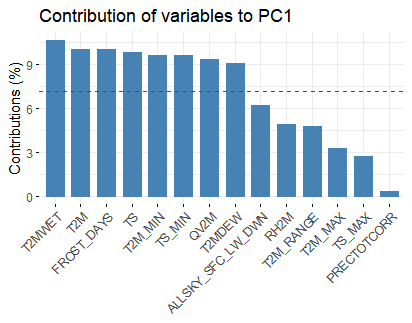 Contribution of variables to PC1
Contributions (%)
9
6
3
0
T2MWET
T2M
FROST_DAYS
TS
T2M_MIN
TS_MIN
QV2M
T2MDEW
ALLSKY_SFC_LW_DWN
RH2M
T2M_RANGE
T2M_MAX
TS_MAX
PRECTOTCORR